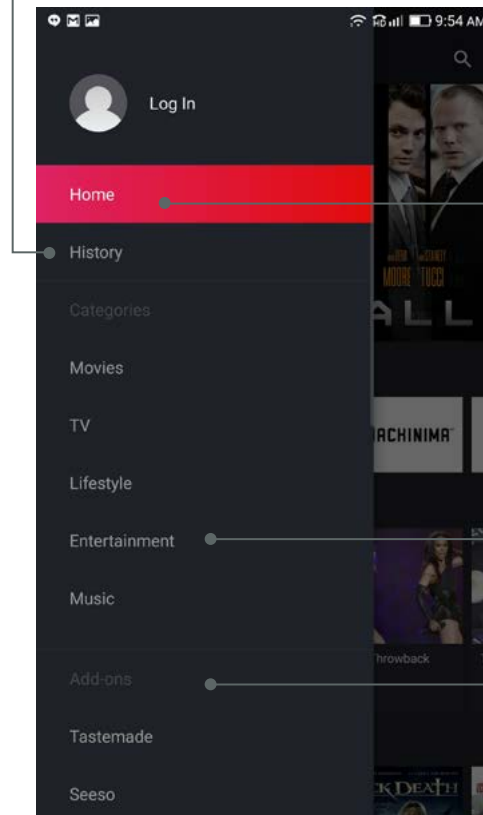 9:54 AM
Log In
Home
History
Categories
Movies
TV
Lifestyle
Entertainment
Music
Add-ons
Tastemade
Seeso
MOORE TUCCI
ALL
ACHINIMA
Throwback
CK DEATH